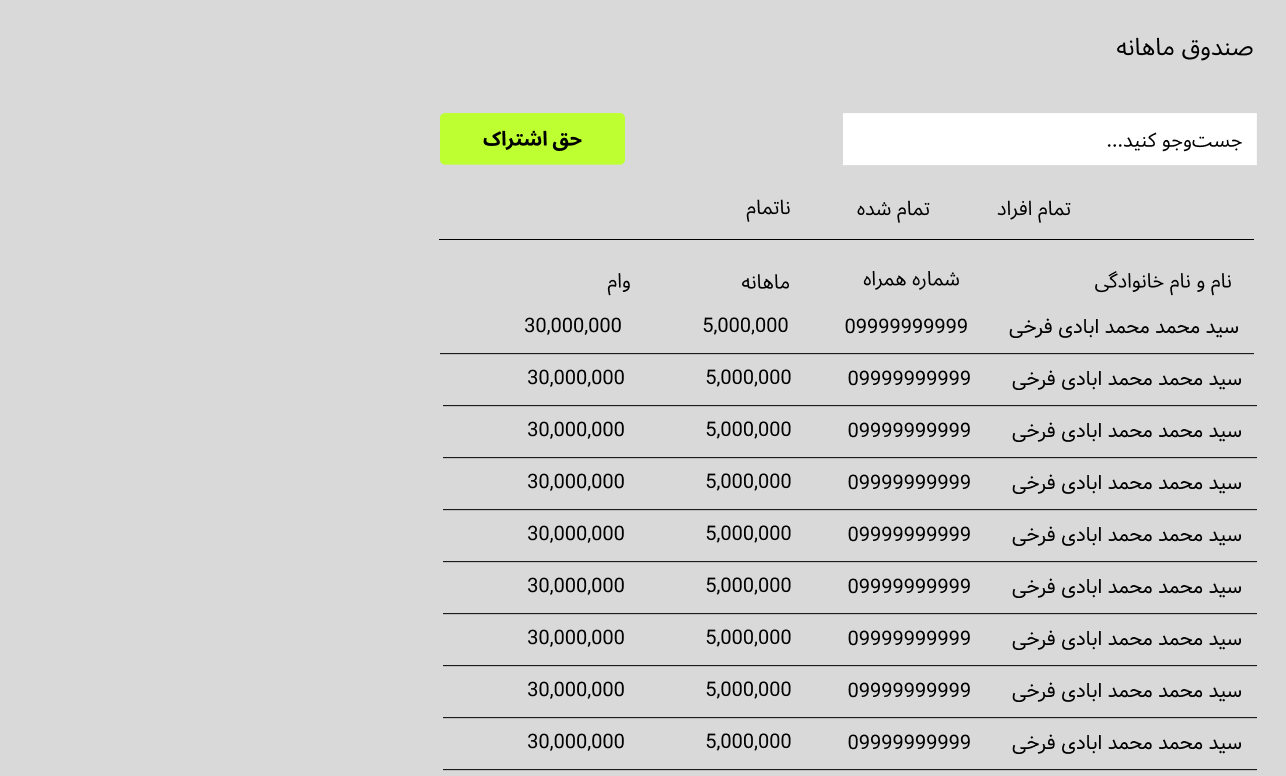 صندوق ماهانه
جست‌وجو کنید...
حق اشتراک
تمام افراد تمام شده ناتمام
نام و نام خانوادگی شماره همراه ماهانه وام
سید محمد محمد ابادی فرخی 09999999999 5,000,000 30,000,000
سید محمد محمد ابادی فرخی 09999999999 5,000,000 30,000,000
سید محمد محمد ابادی فرخی 09999999999 5,000,000 30,000,000
سید محمد محمد ابادی فرخی 09999999999 5,000,000 30,000,000
سید محمد محمد ابادی فرخی 09999999999 5,000,000 30,000,000
سید محمد محمد ابادی فرخی 09999999999 5,000,000 30,000,000
سید محمد محمد ابادی فرخی 09999999999 5,000,000 30,000,000
سید محمد محمد ابادی فرخی 09999999999 5,000,000 30,000,000
سید محمد محمد ابادی فرخی 09999999999 5,000,000 30,000,000